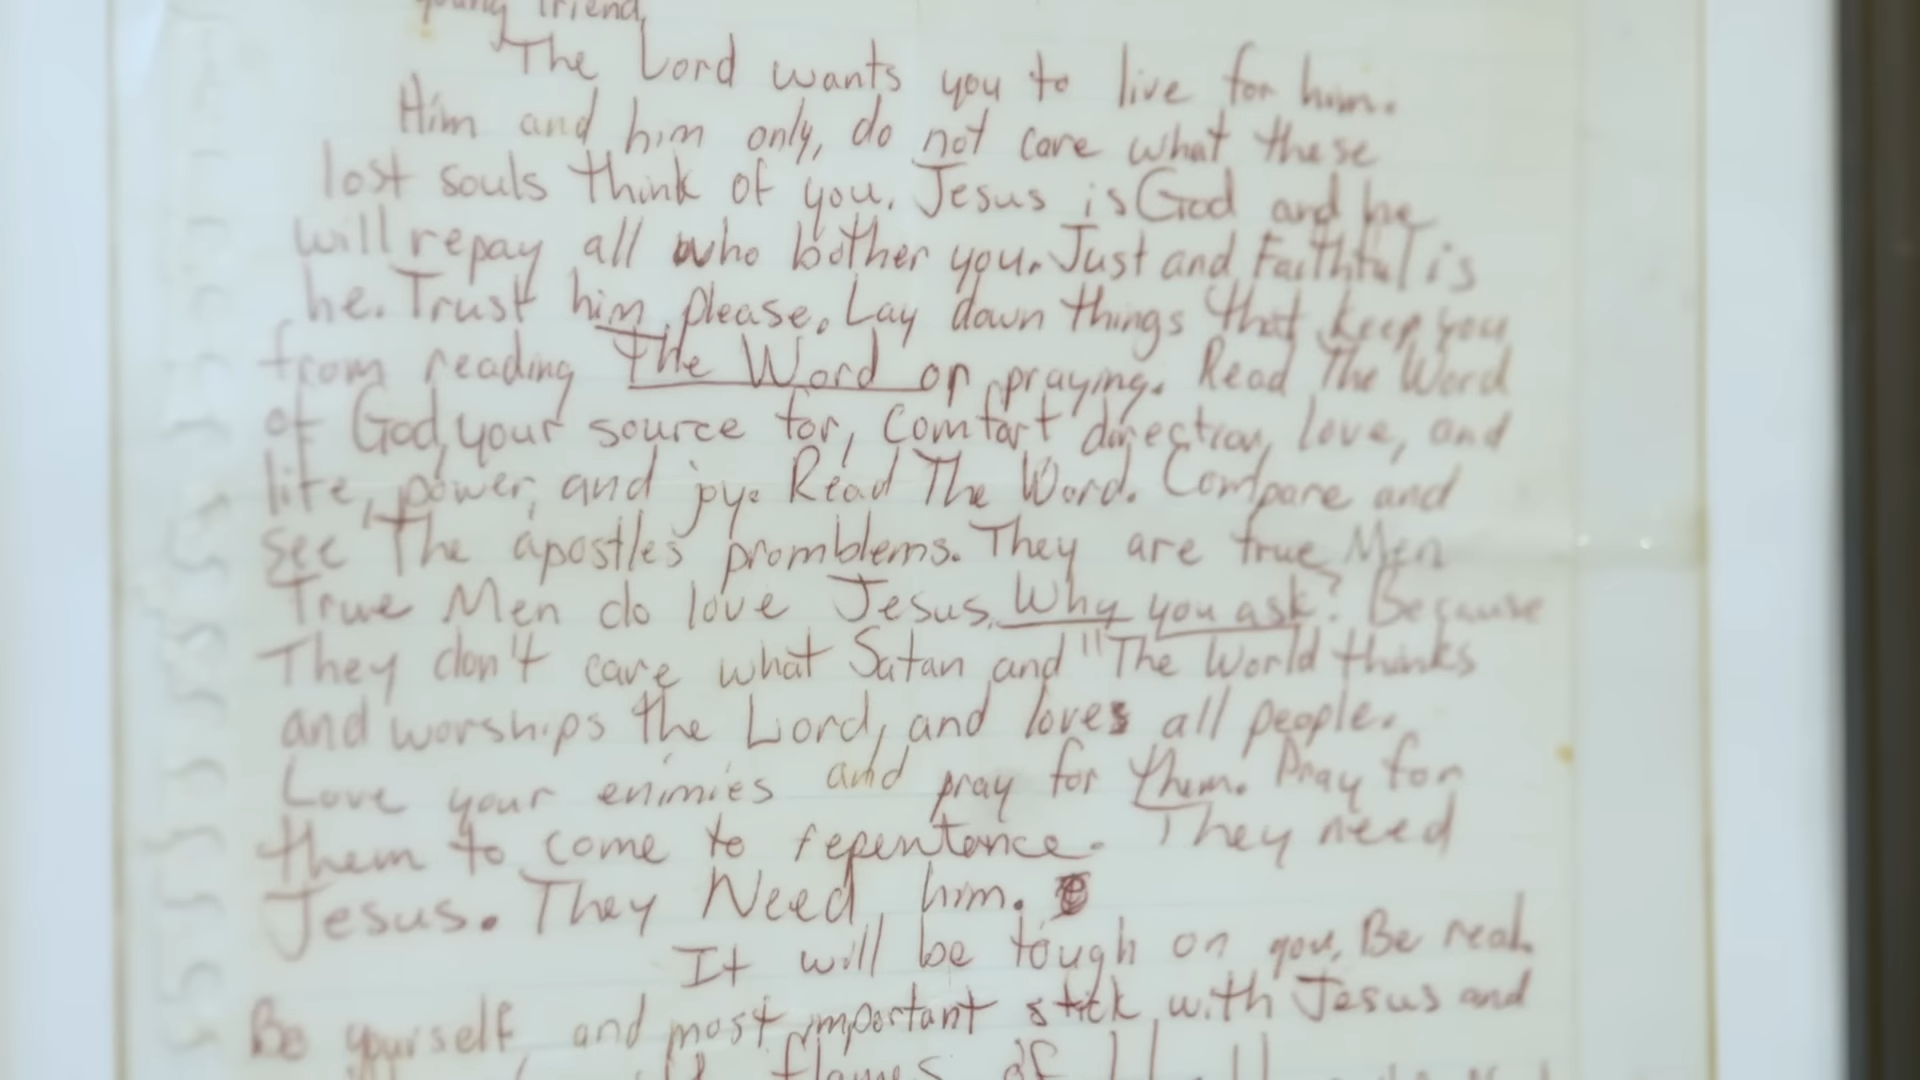 young friend,
The Lord wants you to live for him.
Him and him only, do not care what these
lost souls think of you. Jesus is God and he
will repay all who bother you. Just and Faithful is
he. Trust him please. Lay down things that keep you
from reading The Word or praying. Read The Word
of God, your source for, comfort direction, love, and
life, power, and joy. Read The Word. Compare and
see The apostles promblems. They are true Men
True Men do love Jesus. Why you ask? Because
They don't care what Satan and "The World thinks
and worships the Lord, and loves all people.
Love your enimies and pray for them. Pray for
them to come to repentance. They need
Jesus. They Need him.
It will be tough on you. Be real.
Be yourself, and most important stick with Jesus and
flames of